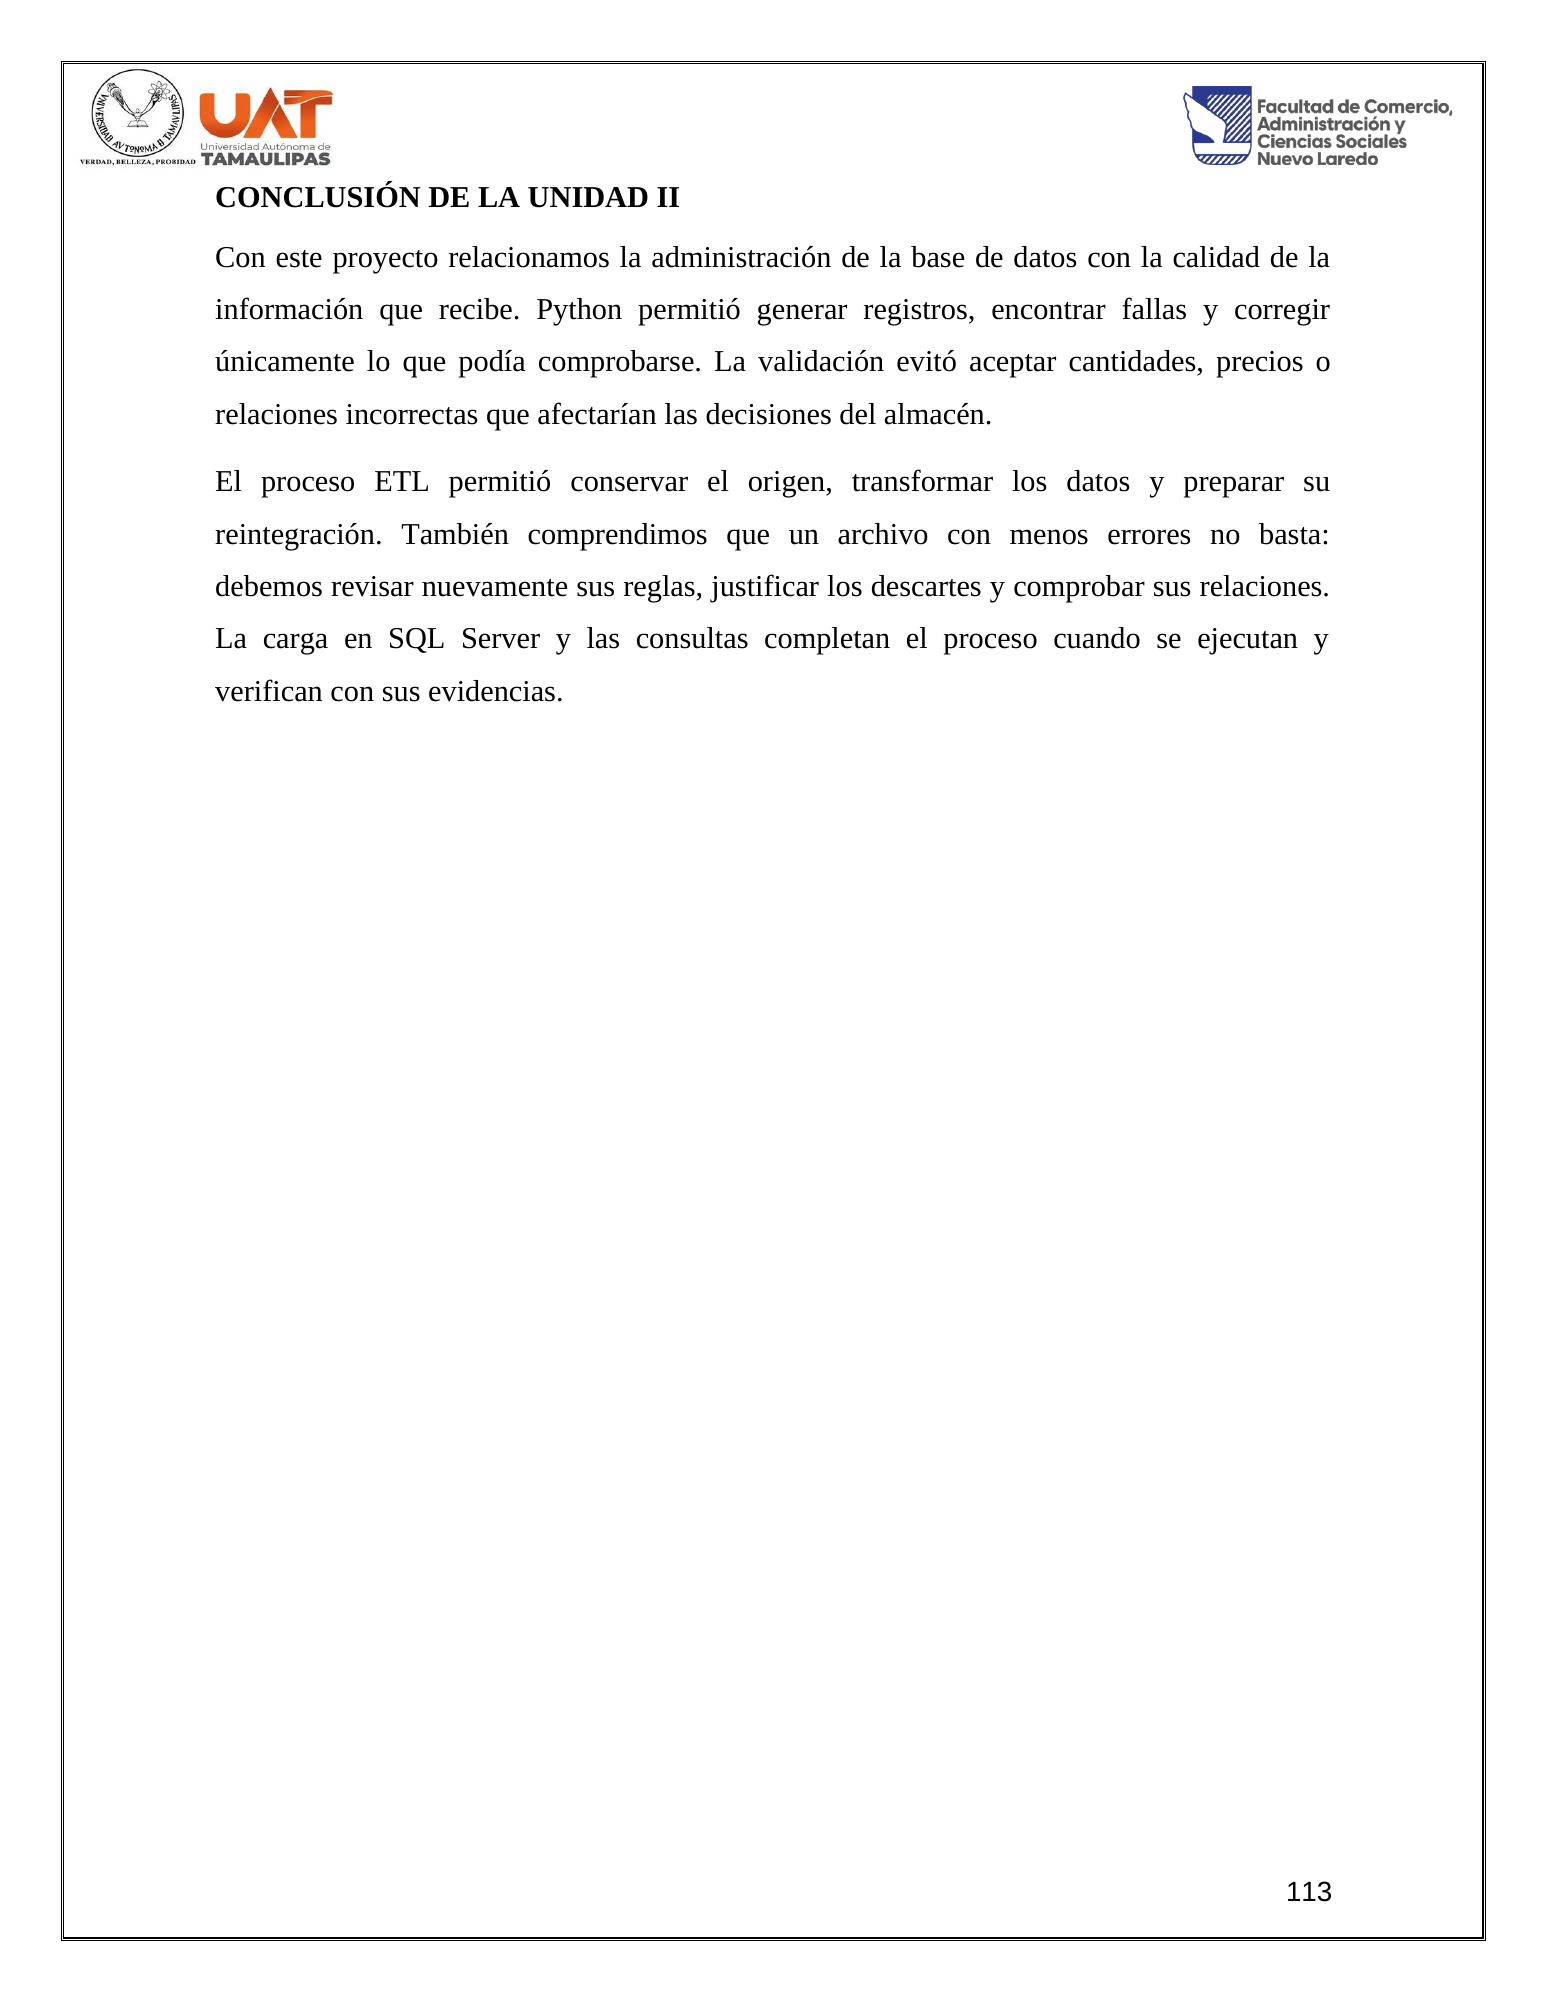 VNIVERSIDAD AVTONOMA D TAMAVLIPAS
VERDAD, BELLEZA, PROBIDAD
UAT
Universidad Autónoma de
TAMAULIPAS
Facultad de Comercio,
Administración y
Ciencias Sociales
Nuevo Laredo
CONCLUSIÓN DE LA UNIDAD II
Con este proyecto relacionamos la administración de la base de datos con la calidad de la
información que recibe. Python permitió generar registros, encontrar fallas y corregir
únicamente lo que podía comprobarse. La validación evitó aceptar cantidades, precios o
relaciones incorrectas que afectarían las decisiones del almacén.
El proceso ETL permitió conservar el origen, transformar los datos y preparar su
reintegración. También comprendimos que un archivo con menos errores no basta:
debemos revisar nuevamente sus reglas, justificar los descartes y comprobar sus relaciones.
La carga en SQL Server y las consultas completan el proceso cuando se ejecutan y
verifican con sus evidencias.
113